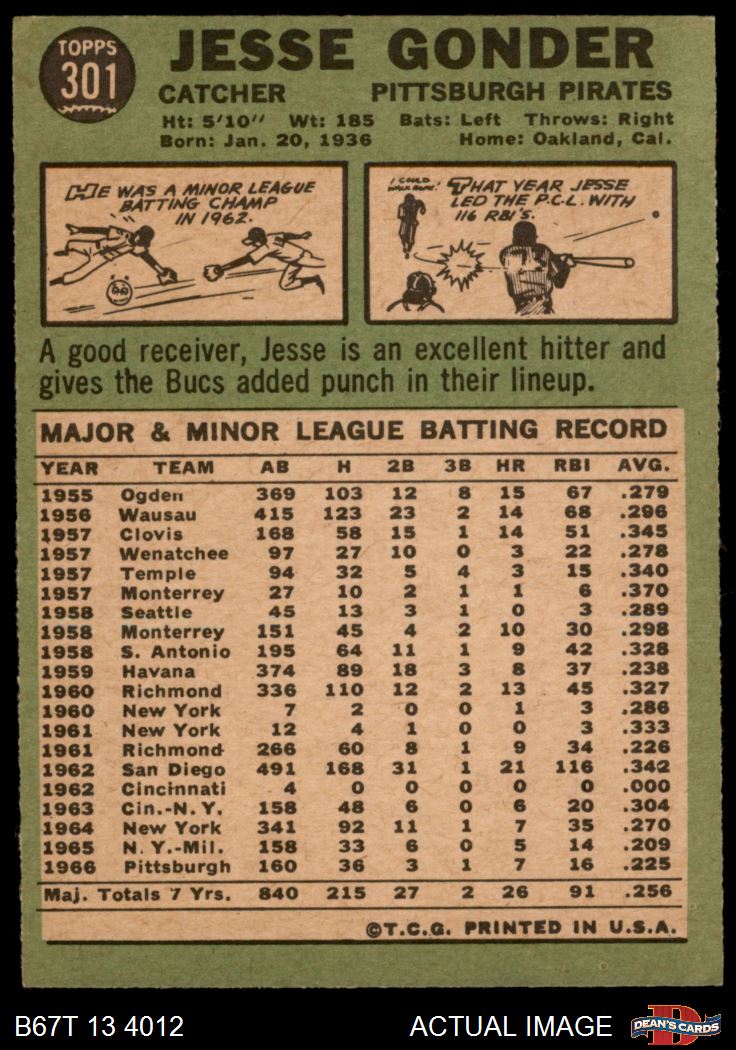 TOPPS
301
JESSE GONDER
CATCHER PITTSBURGH PIRATES
Ht: 5'10" Wt: 185 Bats: Left Throws: Right
Born: Jan. 20, 1936 Home: Oakland, Cal.
HE WAS A MINOR LEAGUE
BATTING CHAMP
IN 1962.
I COULD
WALK HOME!
THAT YEAR JESSE
LED THE P.C.L. WITH
116 RBI'S.
A good receiver, Jesse is an excellent hitter and
gives the Bucs added punch in their lineup.
MAJOR & MINOR LEAGUE BATTING RECORD
YEAR TEAM AB H 2B 3B HR RBI AVG.
1955 Ogden 369 103 12 8 15 67 .279
1956 Wausau 415 123 23 2 14 68 .296
1957 Clovis 168 58 15 1 14 51 .345
1957 Wenatchee 97 27 10 0 3 22 .278
1957 Temple 94 32 5 4 3 15 .340
1957 Monterrey 27 10 2 1 1 6 .370
1958 Seattle 45 13 3 1 0 3 .289
1958 Monterrey 151 45 4 2 10 30 .298
1958 S. Antonio 195 64 11 1 9 42 .328
1959 Havana 374 89 18 3 8 37 .238
1960 Richmond 336 110 12 2 13 45 .327
1960 New York 7 2 0 0 1 3 .286
1961 New York 12 4 1 0 0 3 .333
1961 Richmond 266 60 8 1 9 34 .226
1962 San Diego 491 168 31 1 21 116 .342
1962 Cincinnati 4 0 0 0 0 0 .000
1963 Cin.-N.Y. 158 48 6 0 6 20 .304
1964 New York 341 92 11 1 7 35 .270
1965 N.Y.-Mil. 158 33 6 0 5 14 .209
1966 Pittsburgh 160 36 3 1 7 16 .225
Maj. Totals 7 Yrs. 840 215 27 2 26 91 .256
©T.C.G. PRINTED IN U.S.A.
B67T 13 4012 ACTUAL IMAGE DEAN'S CARDS